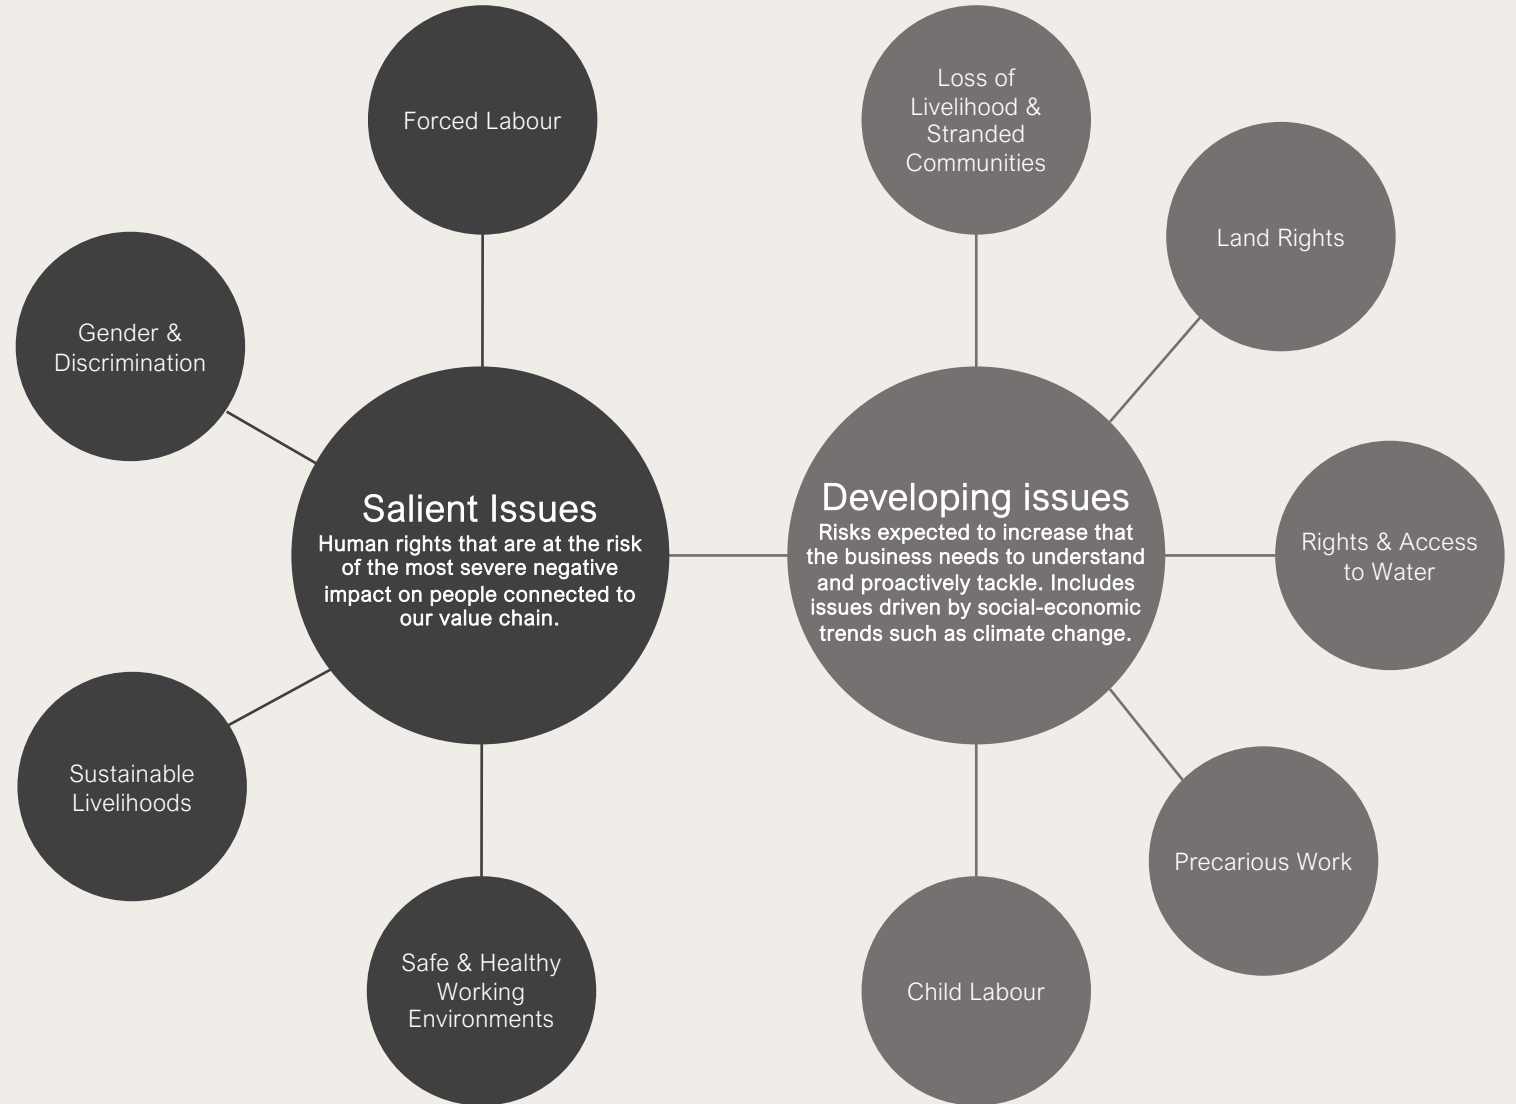 Forced Labour
Gender &
Discrimination
Salient Issues
Human rights that are at the risk
of the most severe negative
impact on people connected to
our value chain.
Sustainable
Livelihoods
Safe & Healthy
Working
Environments
Loss of
Livelihood &
Stranded
Communities
Land Rights
Developing issues
Risks expected to increase that
the business needs to understand
and proactively tackle. Includes
issues driven by social-economic
trends such as climate change.
Rights & Access
to Water
Precarious Work
Child Labour